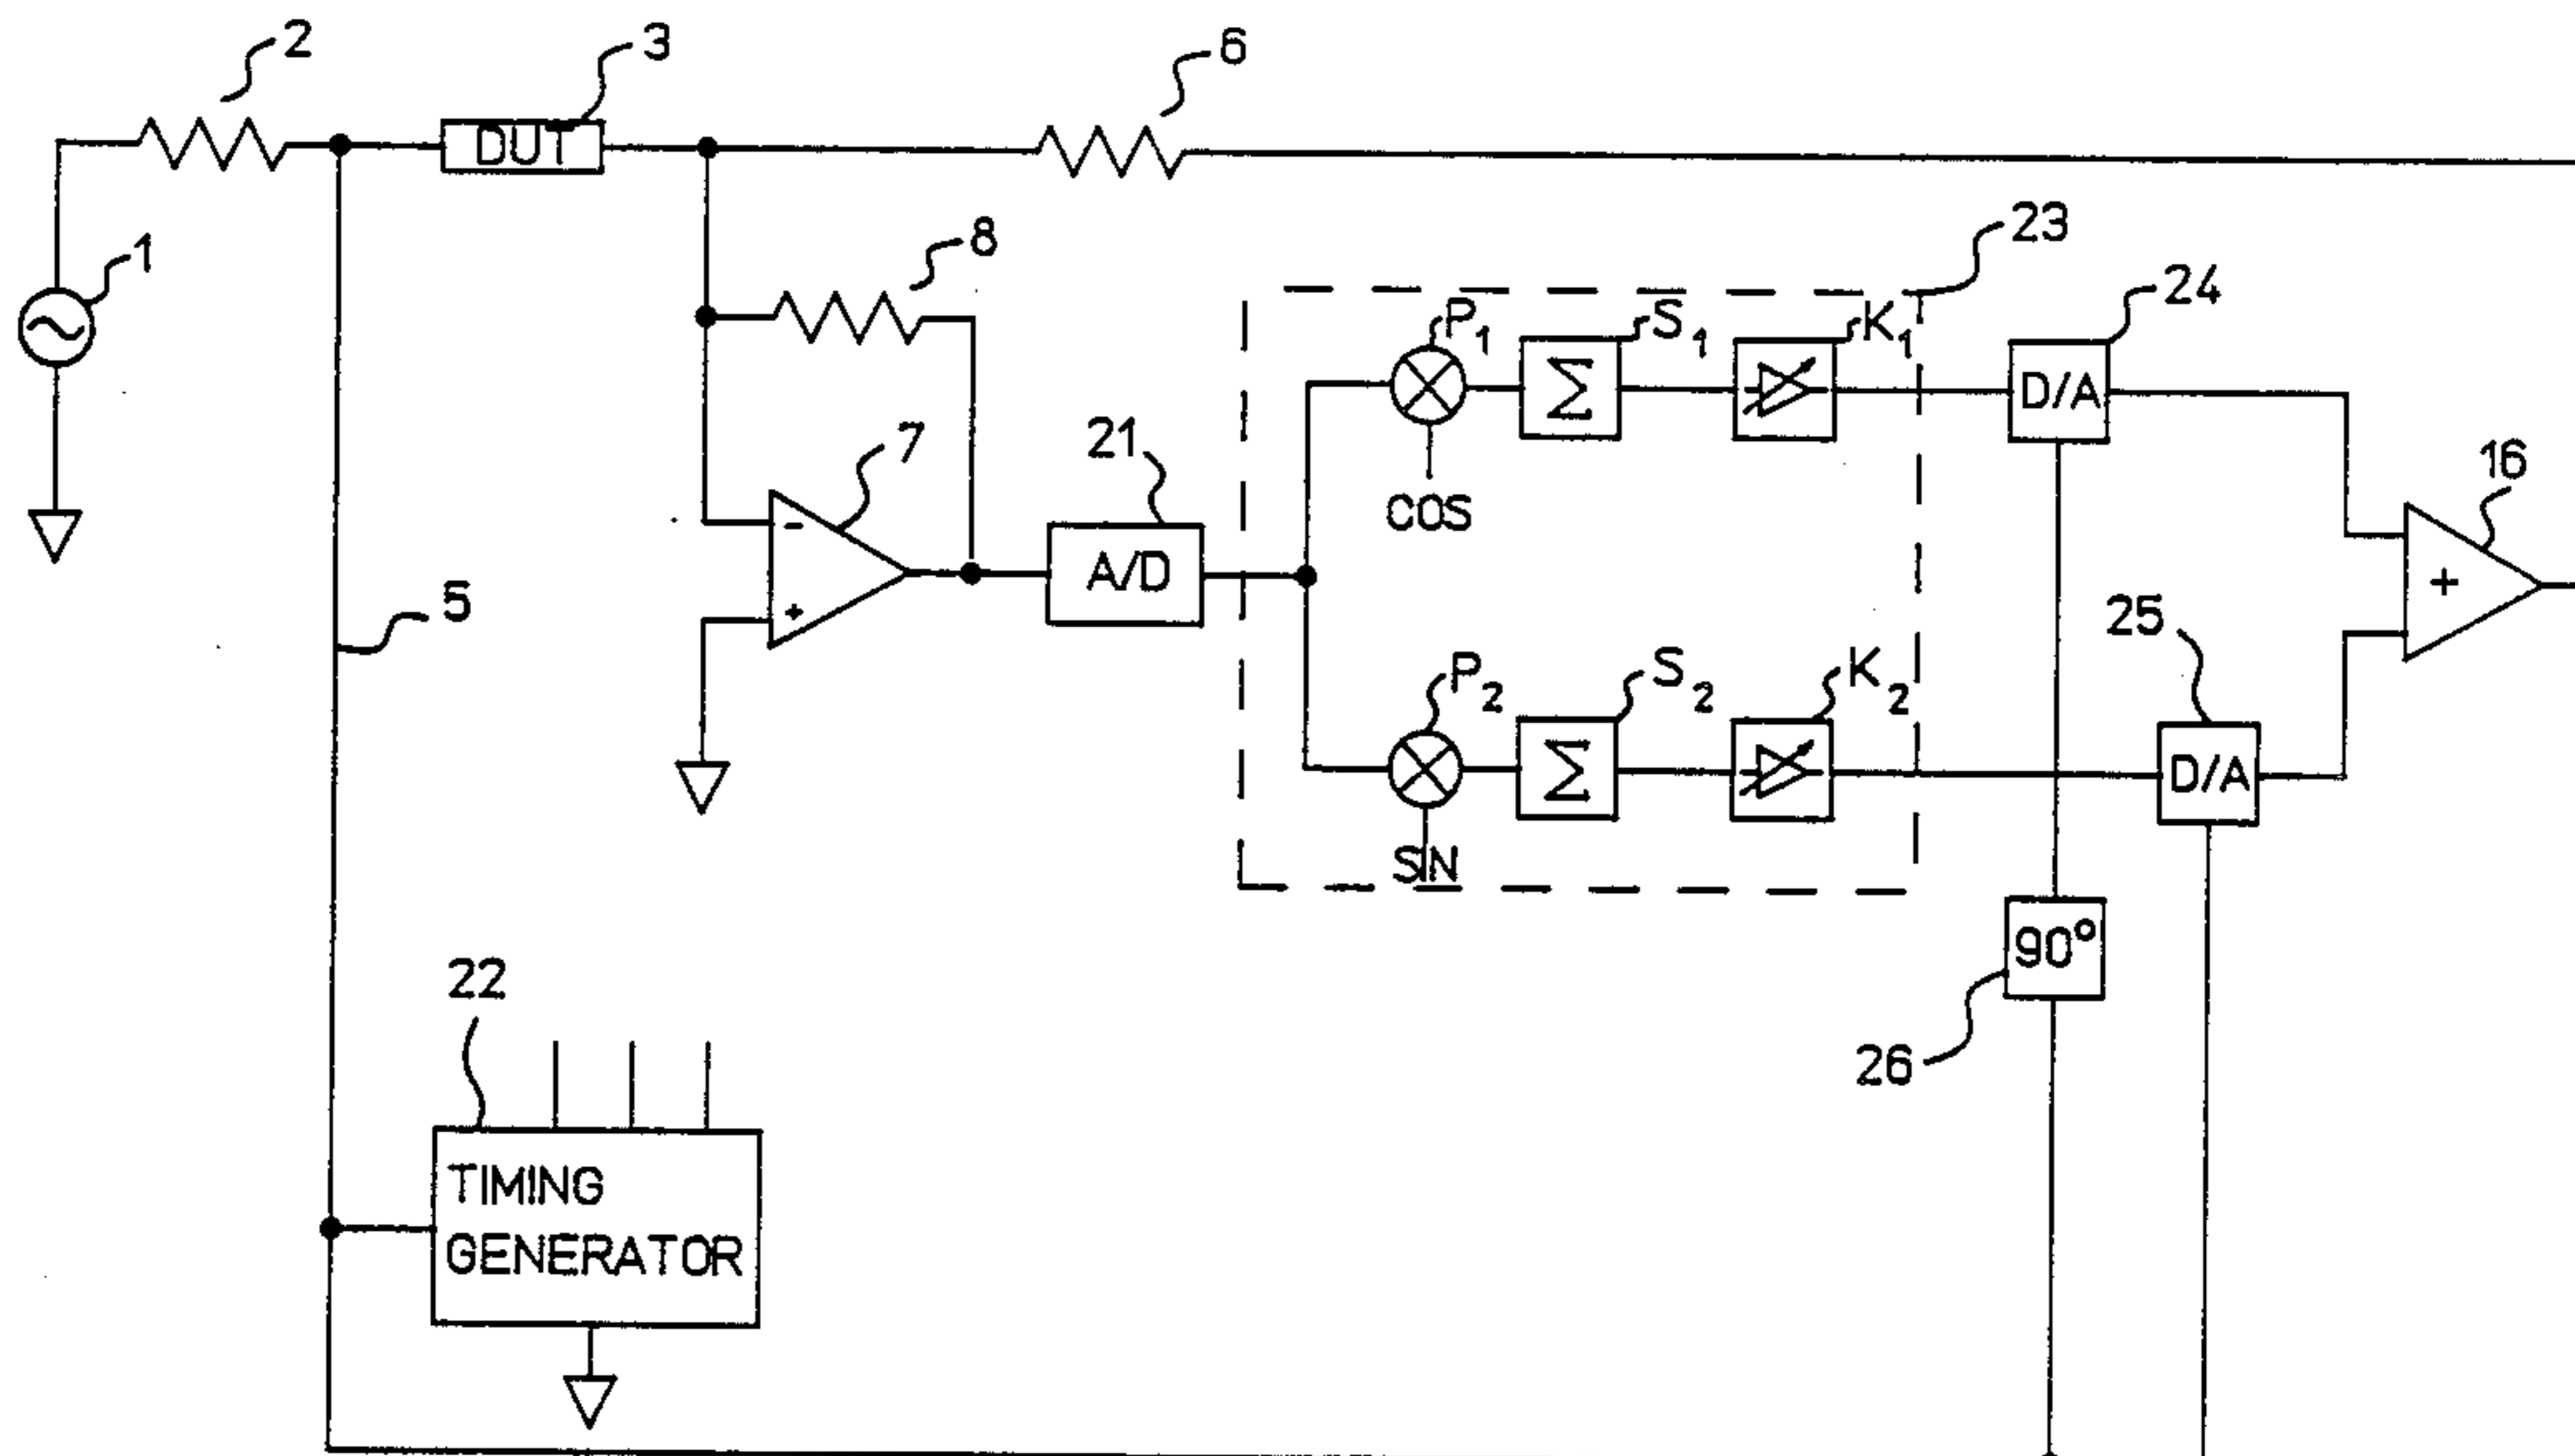 2
3
6
DUT
1
8
23
24
P1
S1
K1
D/A
7
21
16
COS
A/D
+
-
+
5
25
P2
S2
K2
Σ
Σ
D/A
SIN
22
90°
26
TIMING
GENERATOR